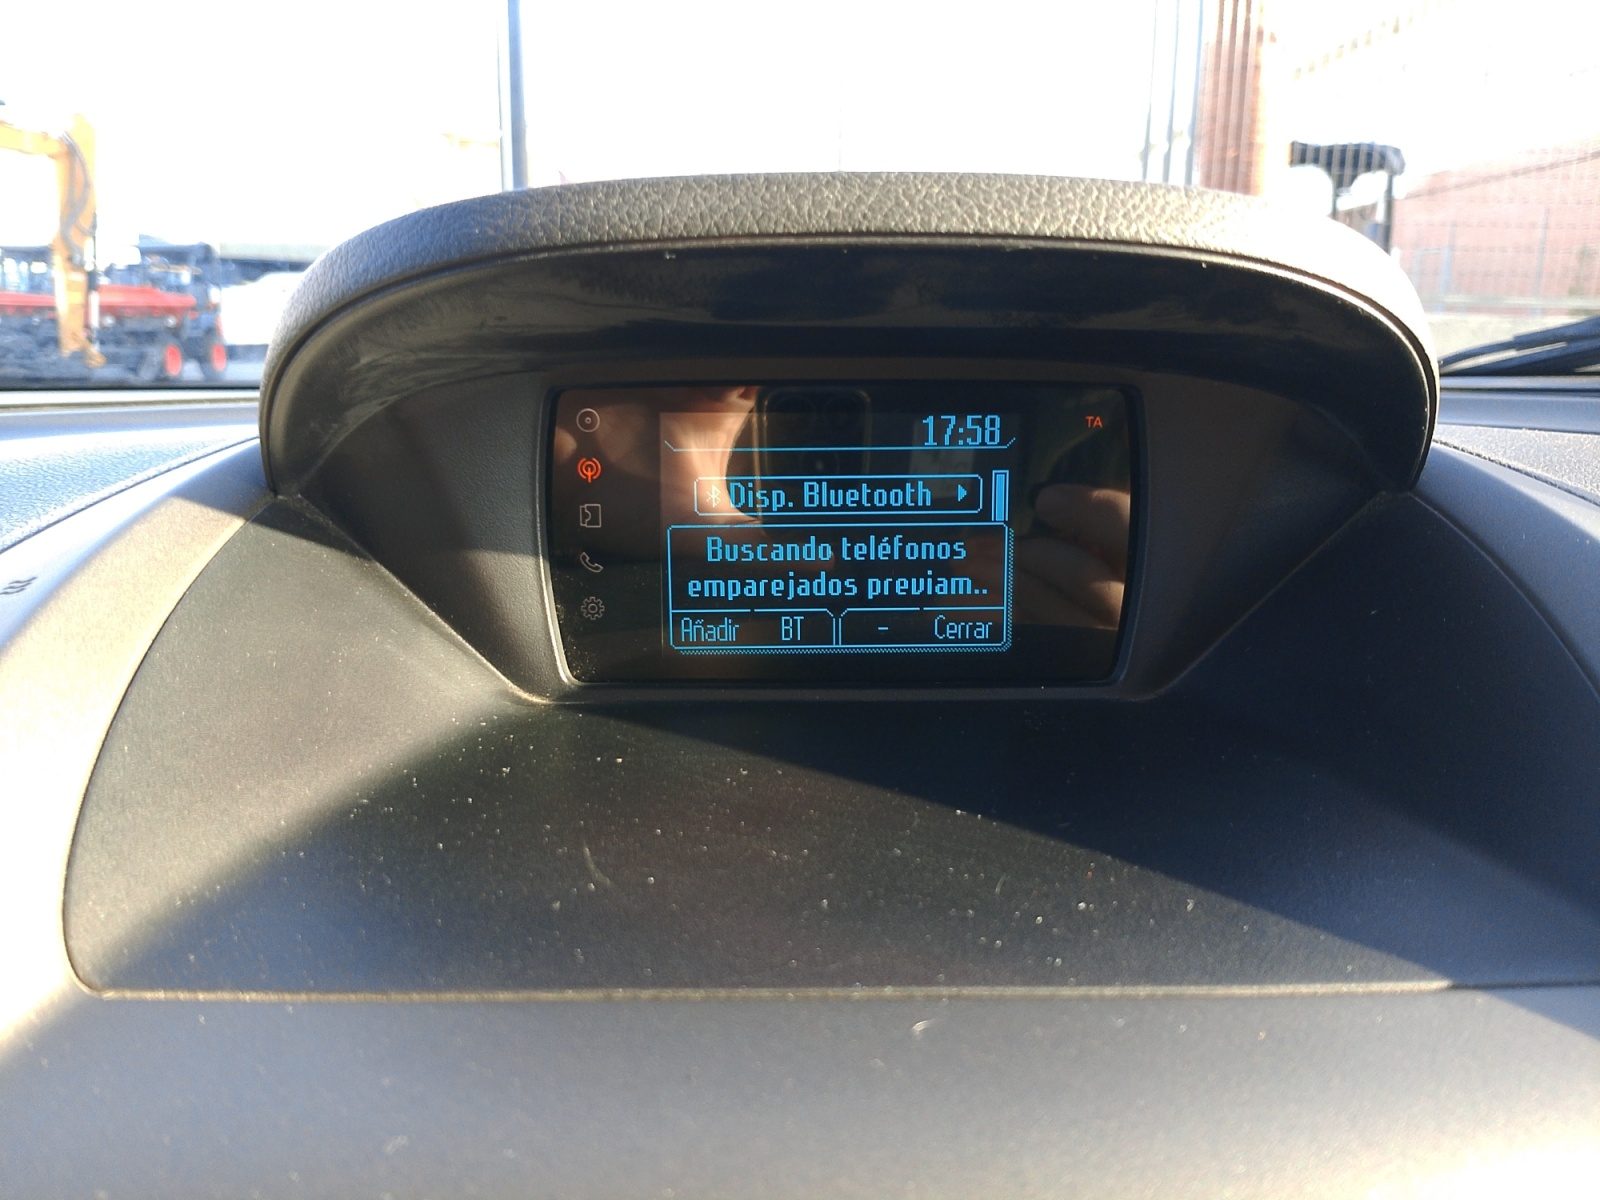 17:58
TA
Disp. Bluetooth
Buscando teléfonos
emparejados previam..
Añadir BT - Cerrar